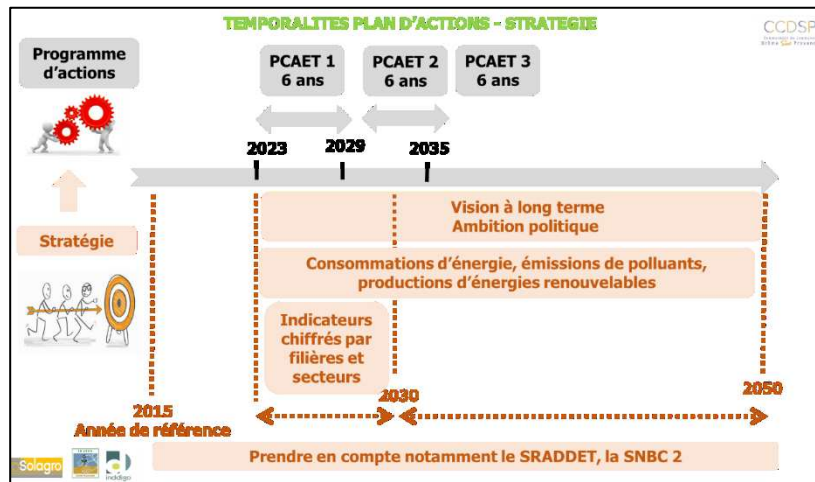 TEMPORALITES PLAN D'ACTIONS - STRATEGIE
CCDSP
Programme
d'actions
PCAET 1
6 ans
PCAET 2
6 ans
PCAET 3
6 ans
2023
2029
2035
Stratégie
Vision à long terme
Ambition politique
Consommations d'énergie, émissions de polluants,
productions d'énergies renouvelables
Indicateurs
chiffrés par
filières et
secteurs
2015
Année de référence
2030
2050
Prendre en compte notamment le SRADDET, la SNBC 2
Solagro
inddigo